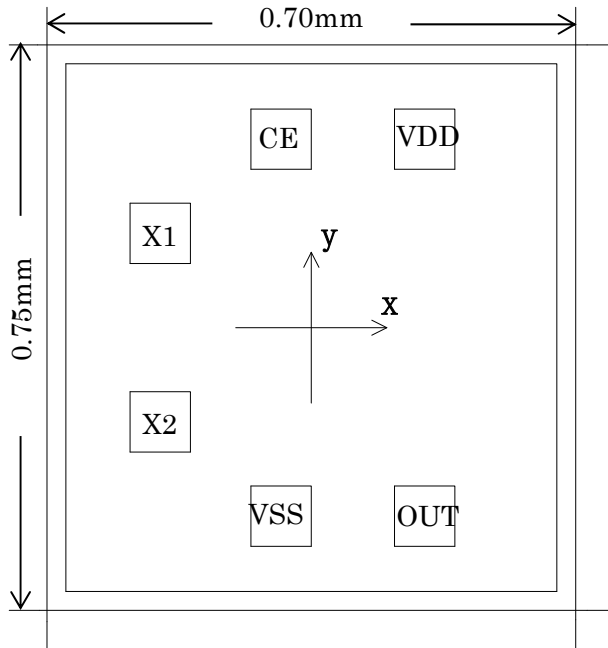 0.70mm
CE VDD
X1
y
x
0.75mm
X2
VSS OUT